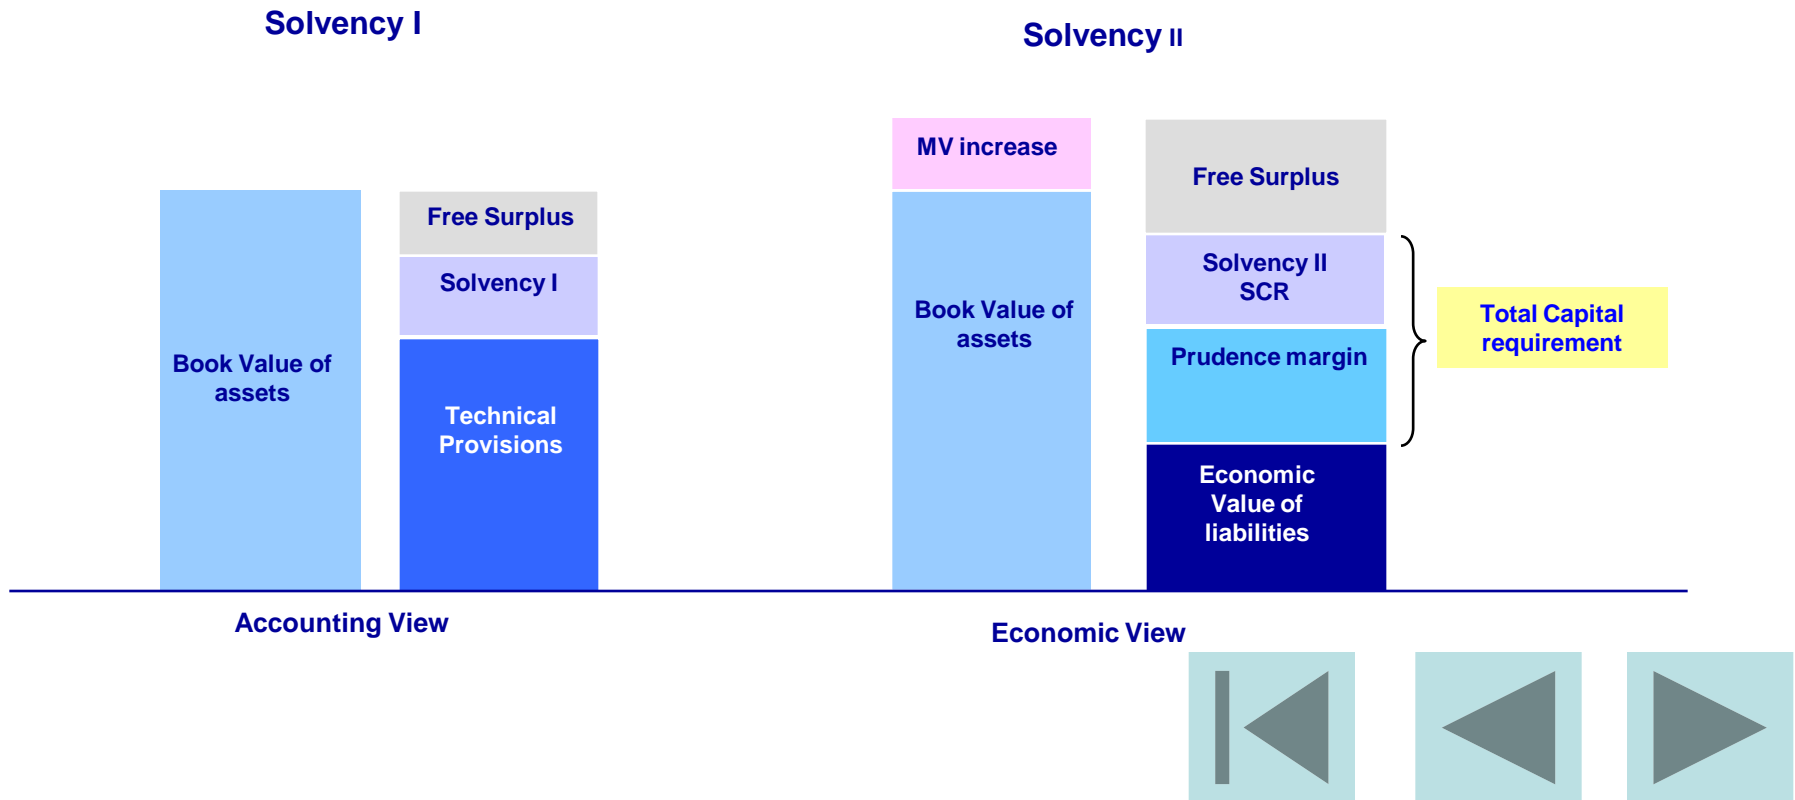 Solvency I
Solvency II
MV increase
Free Surplus
Free Surplus
Solvency II
SCR
Solvency I
Book Value of
assets
Total Capital
requirement
Prudence margin
Book Value of
assets
Technical
Provisions
Economic
Value of
liabilities
Accounting View
Economic View